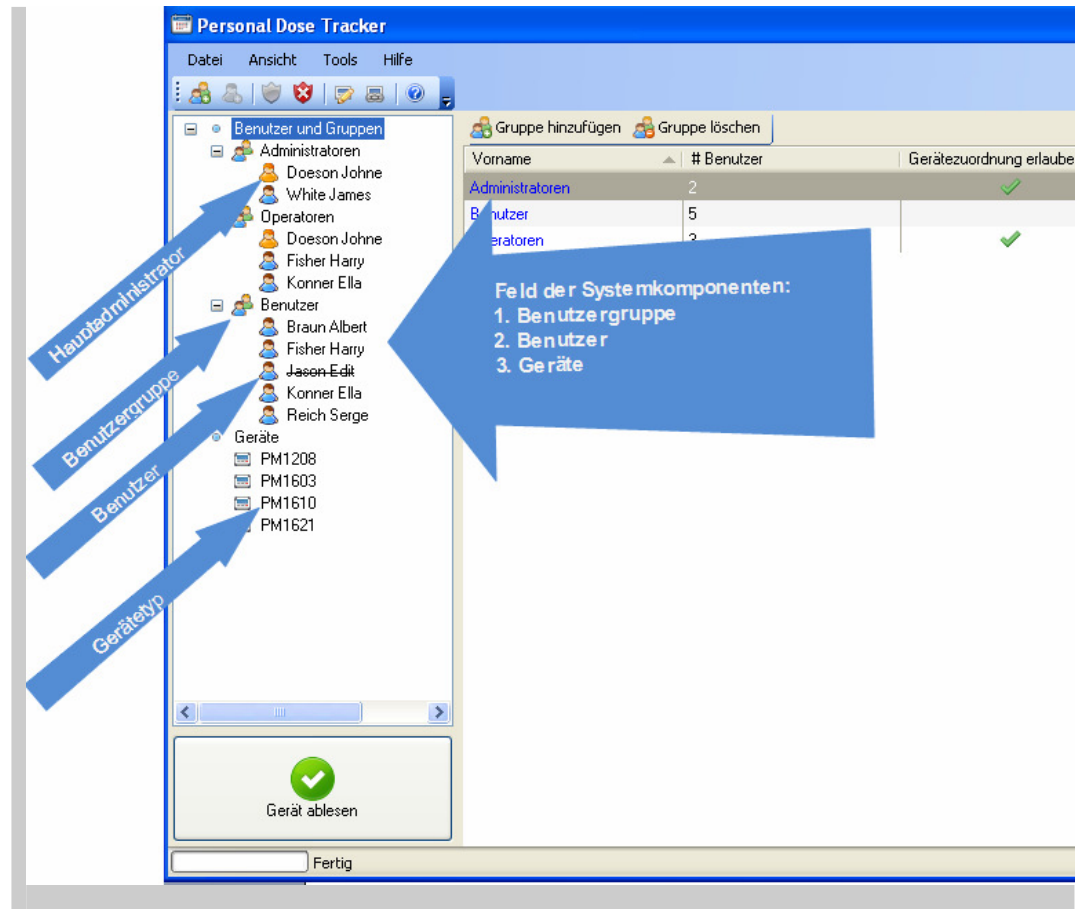 Personal Dose Tracker
Datei Ansicht Tools Hilfe
Benutzer und Gruppen
Administratoren
Doeson Johne
White James
Operatoren
Doeson Johne
Fisher Harry
Konner Ella
Benutzer
Braun Albert
Fisher Harry
Jason Edit
Konner Ella
Reich Serge
Geräte
PM1208
PM1603
PM1610
PM1621
Gruppe hinzufügen Gruppe löschen
Vorname # Benutzer Gerätezuordnung erlaube
Administratoren 2
5
Feld der Systemkomponenten:
1. Benutzergruppe
2. Benutzer
3. Geräte
Hauptadministrator
Benutzergruppe
Benutzer
Gerätetyp
Gerät ablesen
Fertig